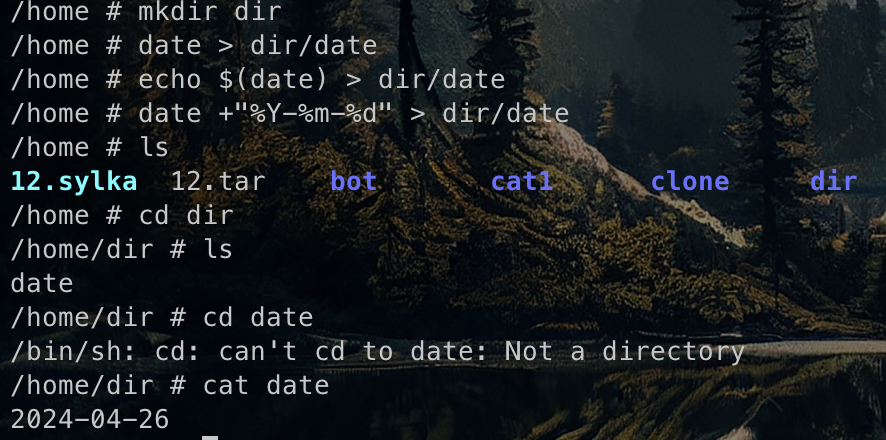 /home # mkdir dir
/home # date > dir/date
/home # echo $(date) > dir/date
/home # date +"%Y-%m-%d" > dir/date
/home # ls
12.sylka  12.tar    bot       cat1      clone     dir
/home # cd dir
/home/dir # ls
date
/home/dir # cd date
/bin/sh: cd: can't cd to date: Not a directory
/home/dir # cat date
2024-04-26